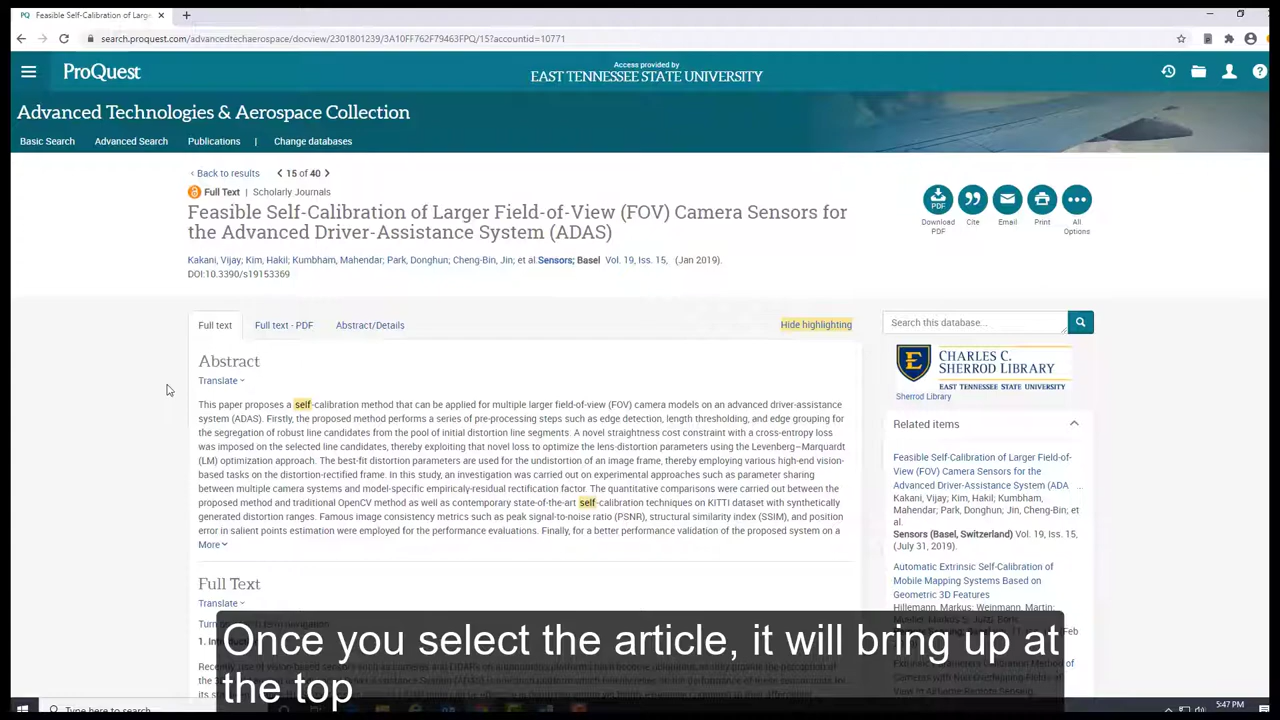 PQ Feasible Self-Calibration of Large
search.proquest.com/advancedtechaerospace/docview/2301801239/3A10FF762F79463FPQ/15?accountid=10771
ProQuest
Access provided by
EAST TENNESSEE STATE UNIVERSITY
Advanced Technologies & Aerospace Collection
Basic Search Advanced Search Publications | Change databases
‹ Back to results 15 of 40
Full Text | Scholarly Journals
Feasible Self-Calibration of Larger Field-of-View (FOV) Camera Sensors for
the Advanced Driver-Assistance System (ADAS)
Kakani, Vijay; Kim, Hakil; Kumbham, Mahendar; Park, Donghun; Cheng-Bin, Jin; et al. Sensors; Basel Vol. 19, Iss. 15, (Jan 2019).
DOI:10.3390/s19153369
PDF
Download
PDF
Cite
Email
Print
All
Options
Full text Full text - PDF Abstract/Details Hide highlighting
Abstract
Translate
This paper proposes a self-calibration method that can be applied for multiple larger field-of-view (FOV) camera models on an advanced driver-assistance
system (ADAS). Firstly, the proposed method performs a series of pre-processing steps such as edge detection, length thresholding, and edge grouping for
the segregation of robust line candidates from the pool of initial distortion line segments. A novel straightness cost constraint with a cross-entropy loss
was imposed on the selected line candidates, thereby exploiting that novel loss to optimize the lens-distortion parameters using the Levenberg–Marquardt
(LM) optimization approach. The best-fit distortion parameters are used for the undistortion of an image frame, thereby employing various high-end vision-
based tasks on the distortion-rectified frame. In this study, an investigation was carried out on experimental approaches such as parameter sharing
between multiple camera systems and model-specific empirical γ-residual rectification factor. The quantitative comparisons were carried out between the
proposed method and traditional OpenCV method as well as contemporary state-of-the-art self-calibration techniques on KITTI dataset with synthetically
generated distortion ranges. Famous image consistency metrics such as peak signal-to-noise ratio (PSNR), structural similarity index (SSIM), and position
error in salient points estimation were employed for the performance evaluations. Finally, for a better performance validation of the proposed system on a
More
Full Text
Translate
Search this database...
E
CHARLES C.
SHERROD LIBRARY
EAST TENNESSEE STATE UNIVERSITY
Sherrod Library
Related items
Feasible Self-Calibration of Larger Field-of-
View (FOV) Camera Sensors for the
Advanced Driver-Assistance System (ADA ...
Kakani, Vijay; Kim, Hakil; Kumbham,
Mahendar; Park, Donghun; Jin, Cheng-Bin; et
al.
Sensors (Basel, Switzerland) Vol. 19, Iss. 15,
(July 31, 2019).
Automatic Extrinsic Self-Calibration of
Mobile Mapping Systems Based on
Geometric 3D Features
Hillemann, Markus; Weinmann, Martin;
Once you select the article, it will bring up at
the top
Type here to search
5:47 PM